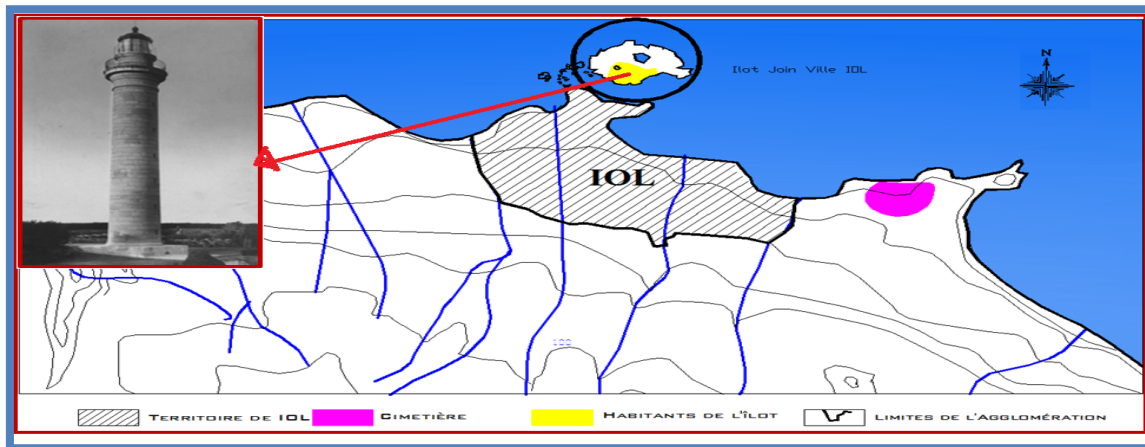 Ilot Join Ville IOL
N
IOL
100
TERRITOIRE DE IOL CIMETIÈRE HABITANTS DE L'ÎLOT LIMITES DE L'AGGLOMÉRATION